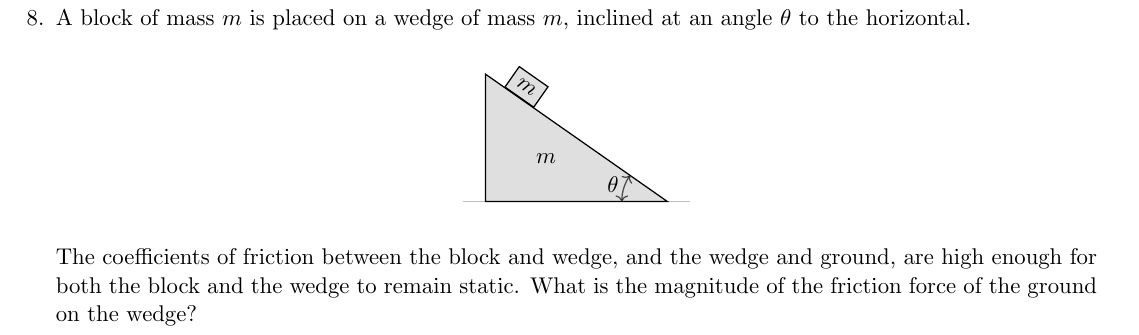 8. A block of mass m is placed on a wedge of mass m, inclined at an angle θ to the horizontal.
m
m
θ
The coefficients of friction between the block and wedge, and the wedge and ground, are high enough for
both the block and the wedge to remain static. What is the magnitude of the friction force of the ground
on the wedge?